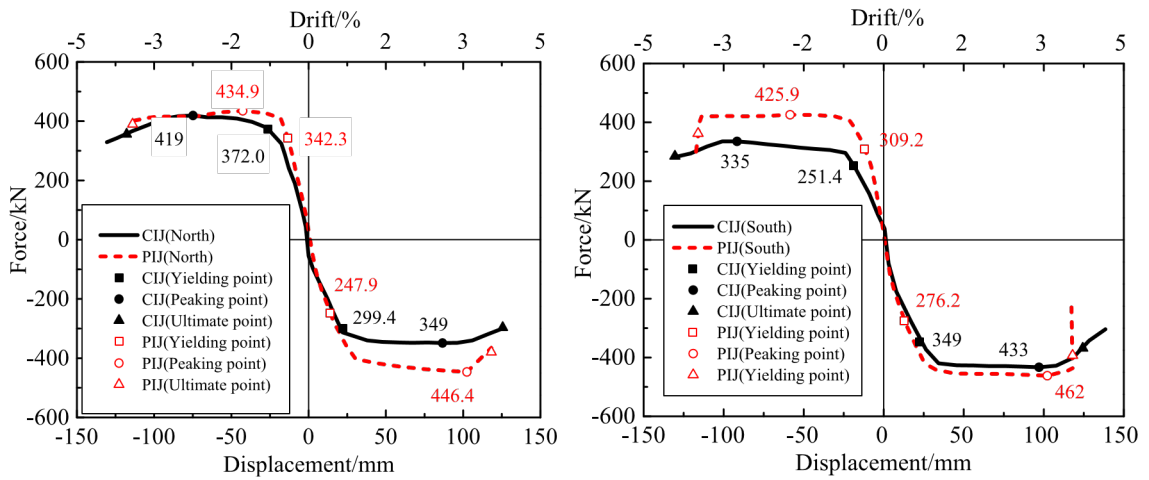 Drift/%
-5 -3 -2 0 2 3 5
600
400
200
0
-200
-400
-600
Force/kN
434.9
419
372.0
342.3
247.9
299.4
349
446.4
CIJ(North)
PIJ(North)
CIJ(Yielding point)
CIJ(Peaking point)
CIJ(Ultimate point)
PIJ(Yielding point)
PIJ(Peaking point)
PIJ(Ultimate point)
-150 -100 -50 0 50 100 150
Displacement/mm
Drift/%
-5 -3 -2 0 2 3 5
600
400
200
0
-200
-400
-600
Force/kN
425.9
335
251.4
309.2
276.2
349
433
462
CIJ(South)
PIJ(South)
CIJ(Yielding point)
CIJ(Peaking point)
CIJ(Ultimate point)
PIJ(Yielding point)
PIJ(Peaking point)
PIJ(Yielding point)
-150 -100 -50 0 50 100 150
Displacement/mm